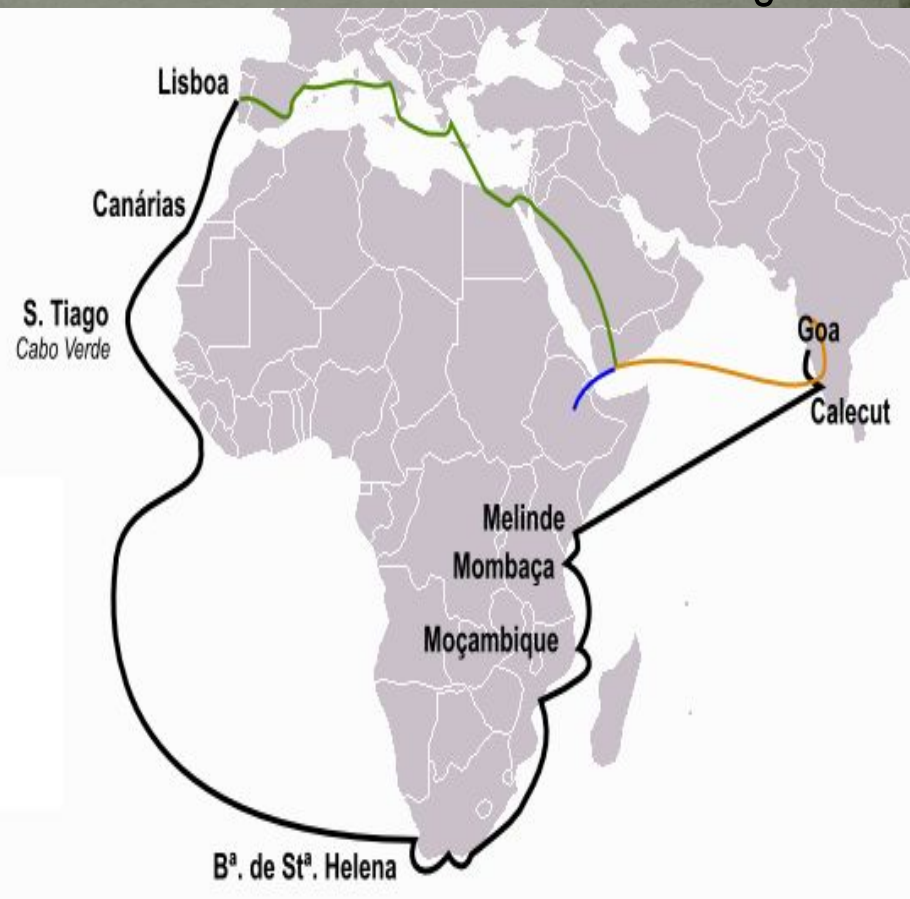 Lisboa
Canárias
S. Tiago
Cabo Verde
Goa
Calecut
Melinde
Mombaça
Moçambique
Bª. de Stª. Helena